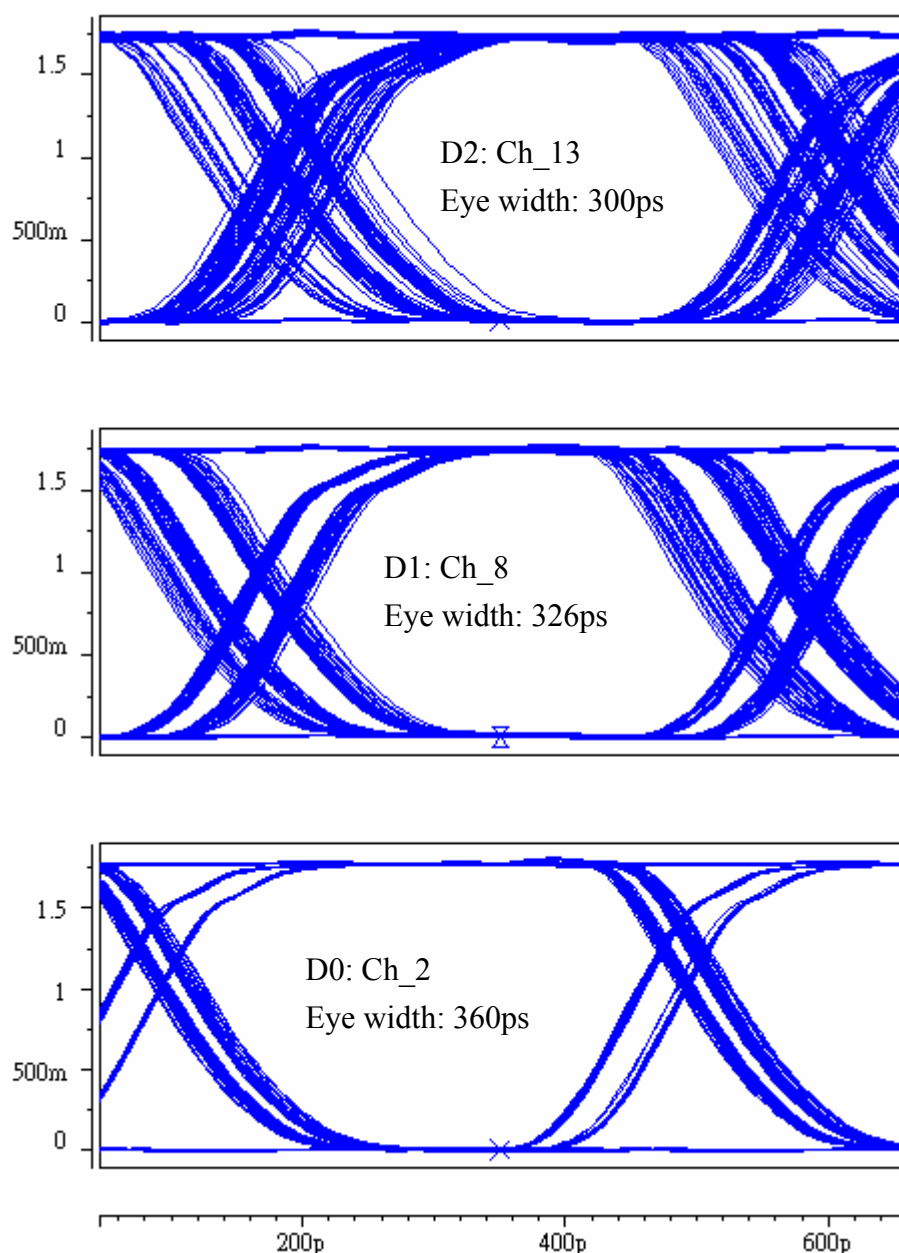 1.5
1
500m
0
D2: Ch_13
Eye width: 300ps
1.5
1
500m
0
D1: Ch_8
Eye width: 326ps
1.5
1
500m
0
D0: Ch_2
Eye width: 360ps
200p 400p 600p